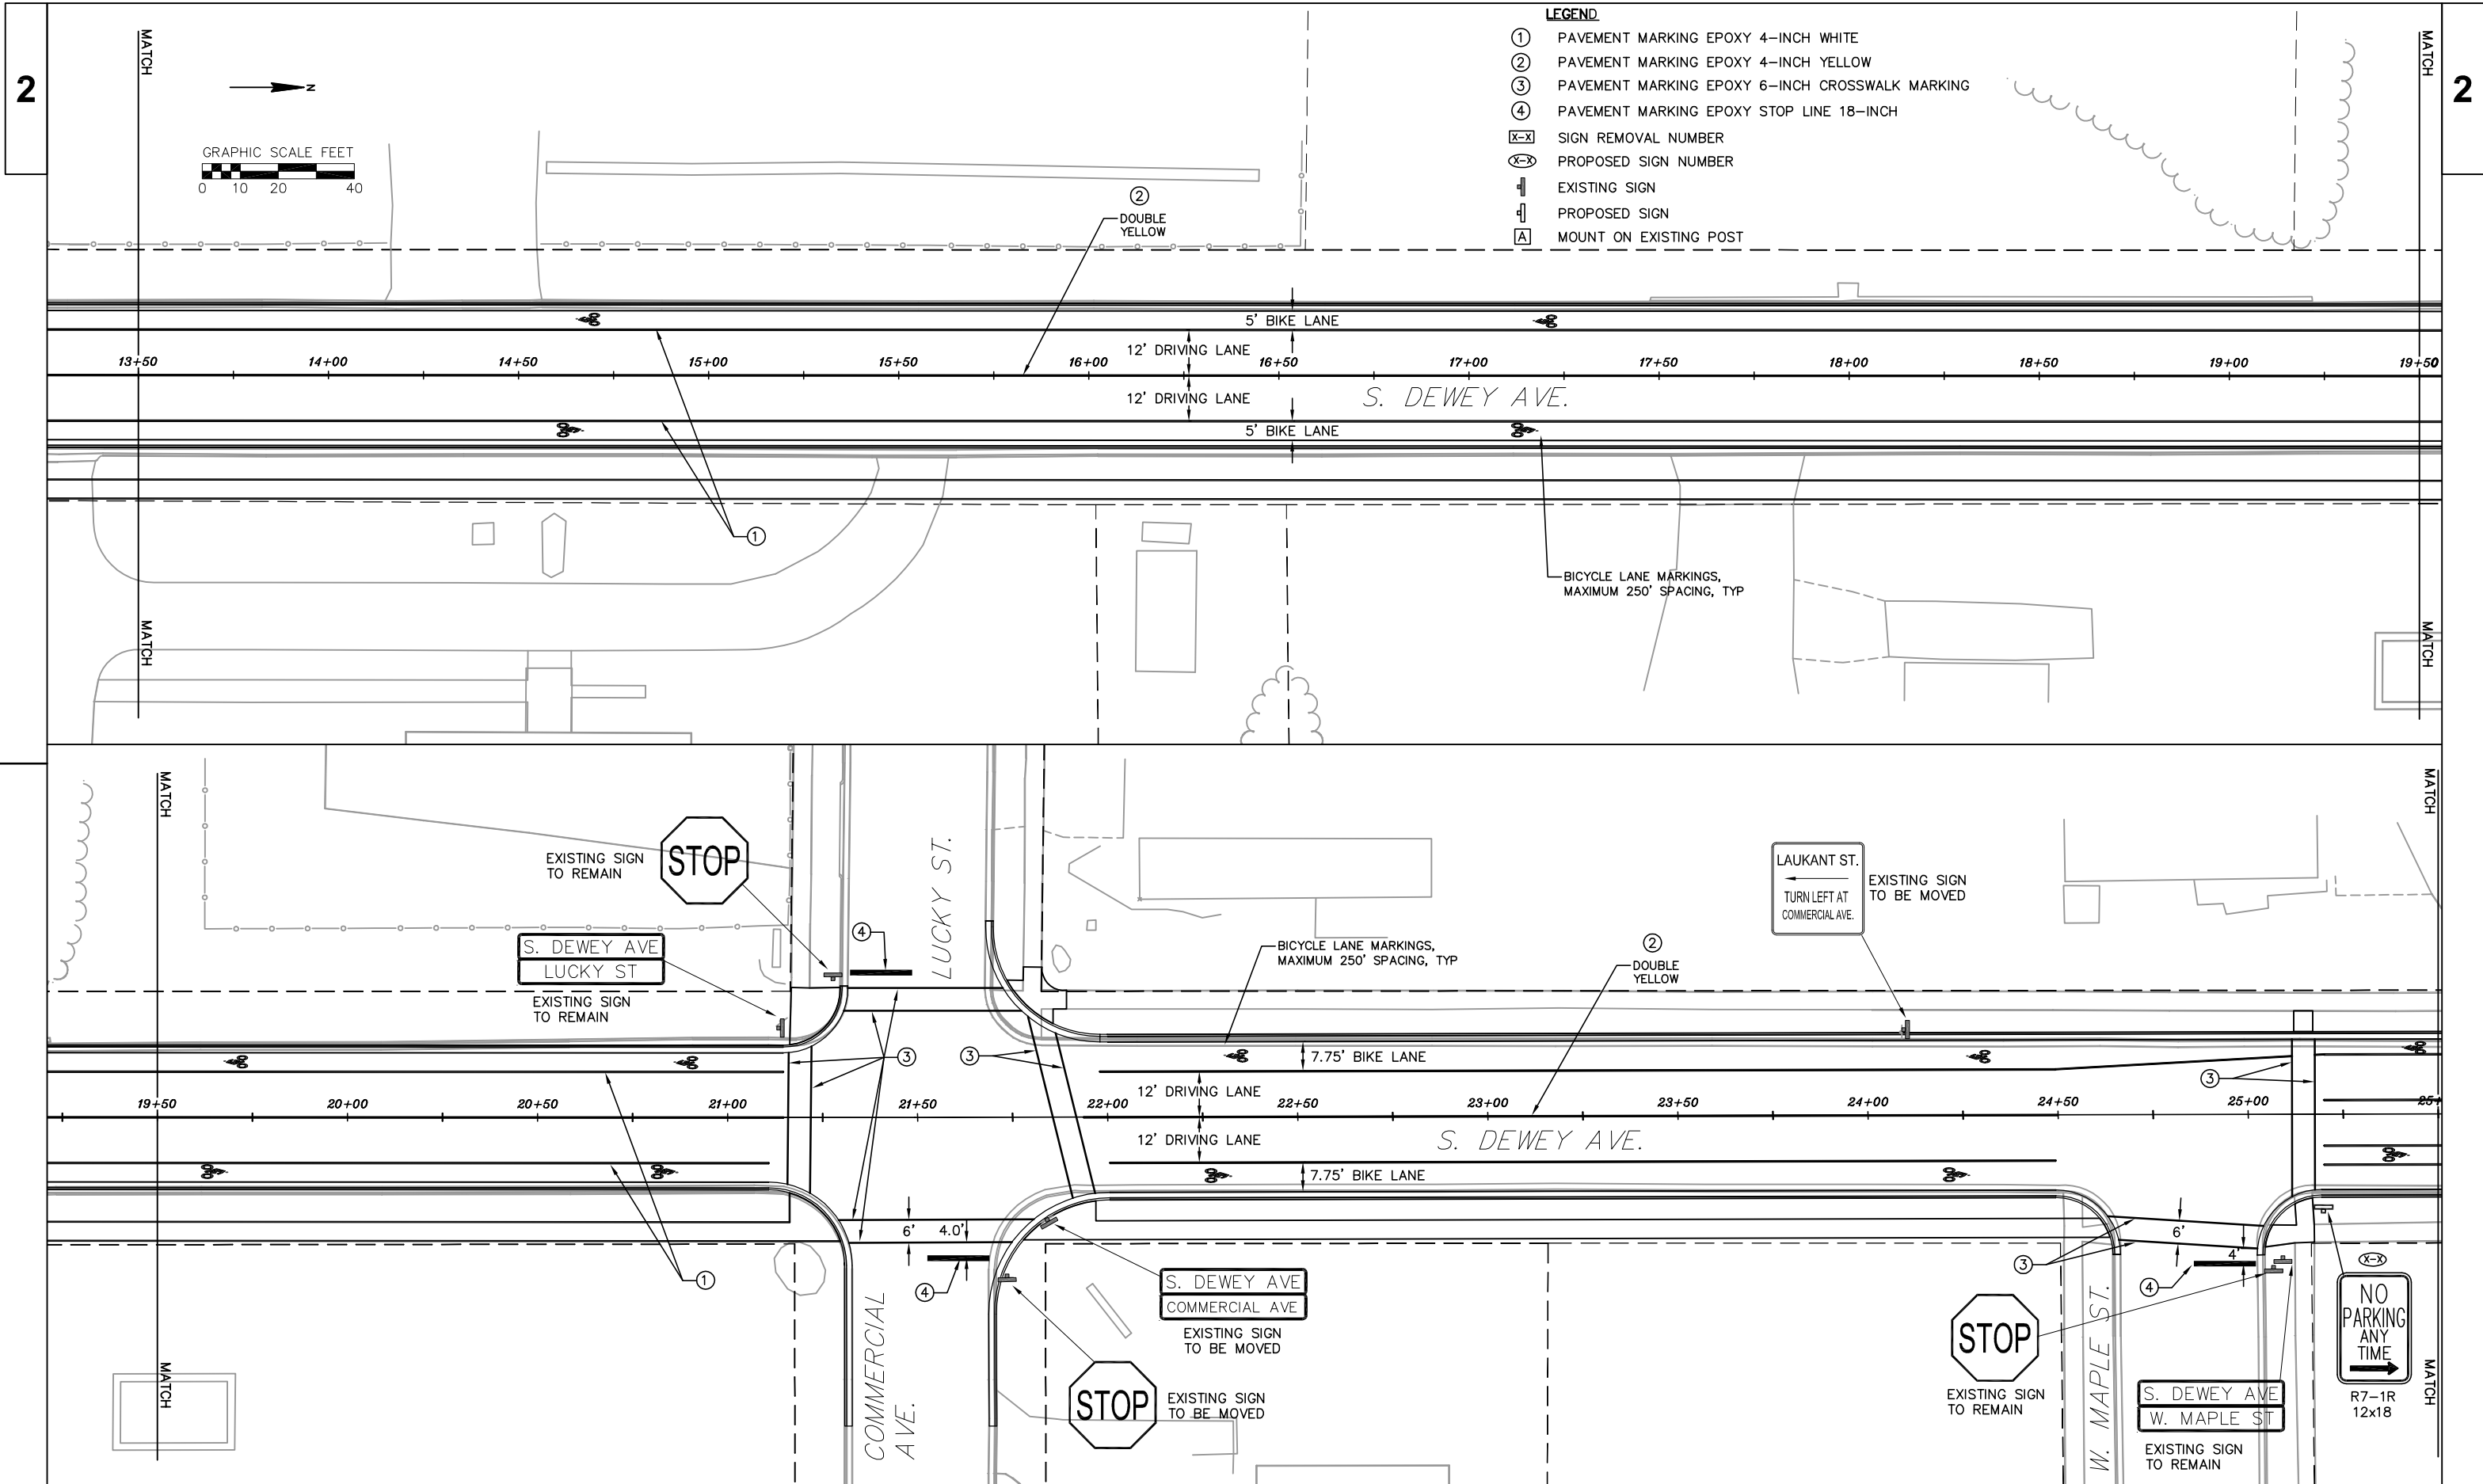 2
2
MATCH
MATCH
N
GRAPHIC SCALE FEET
0 10 20 40
LEGEND
1 PAVEMENT MARKING EPOXY 4-INCH WHITE
2 PAVEMENT MARKING EPOXY 4-INCH YELLOW
3 PAVEMENT MARKING EPOXY 6-INCH CROSSWALK MARKING
4 PAVEMENT MARKING EPOXY STOP LINE 18-INCH
X-X SIGN REMOVAL NUMBER
X-X PROPOSED SIGN NUMBER
EXISTING SIGN
PROPOSED SIGN
A MOUNT ON EXISTING POST
2
DOUBLE
YELLOW
5' BIKE LANE
12' DRIVING LANE
13+50 14+00 14+50 15+00 15+50 16+00 16+50 17+00 17+50 18+00 18+50 19+00 19+50
12' DRIVING LANE
S. DEWEY AVE.
5' BIKE LANE
1
BICYCLE LANE MARKINGS,
MAXIMUM 250' SPACING, TYP
MATCH
MATCH
MATCH
MATCH
EXISTING SIGN
TO REMAIN
STOP
LUCKY ST.
4
S. DEWEY AVE
LUCKY ST
EXISTING SIGN
TO REMAIN
BICYCLE LANE MARKINGS,
MAXIMUM 250' SPACING, TYP
2
DOUBLE
YELLOW
LAUKANT ST.
TURN LEFT AT
COMMERCIAL AVE.
EXISTING SIGN
TO BE MOVED
3
3
7.75' BIKE LANE
3
12' DRIVING LANE
19+50 20+00 20+50 21+00 21+50 22+00 22+50 23+00 23+50 24+00 24+50 25+00 25+
12' DRIVING LANE
S. DEWEY AVE.
7.75' BIKE LANE
6' 4.0'
6'
4'
1
4
3
4
X-X
S. DEWEY AVE
COMMERCIAL AVE
EXISTING SIGN
TO BE MOVED
STOP
EXISTING SIGN
TO BE MOVED
COMMERCIAL
AVE.
STOP
EXISTING SIGN
TO REMAIN
W. MAPLE ST.
S. DEWEY AVE
W. MAPLE ST
EXISTING SIGN
TO REMAIN
NO
PARKING
ANY
TIME
R7-1R
12x18
MATCH
MATCH